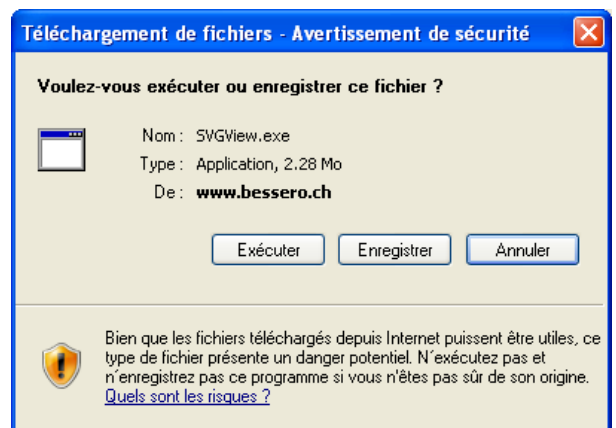 Téléchargement de fichiers - Avertissement de sécurité
Voulez-vous exécuter ou enregistrer ce fichier ?
Nom : SVGView.exe
Type : Application, 2.28 Mo
De : www.bessero.ch
Exécuter Enregistrer Annuler
Bien que les fichiers téléchargés depuis Internet puissent être utiles, ce
type de fichier présente un danger potentiel. N´exécutez pas et
n´enregistrez pas ce programme si vous n'êtes pas sûr de son origine.
Quels sont les risques ?